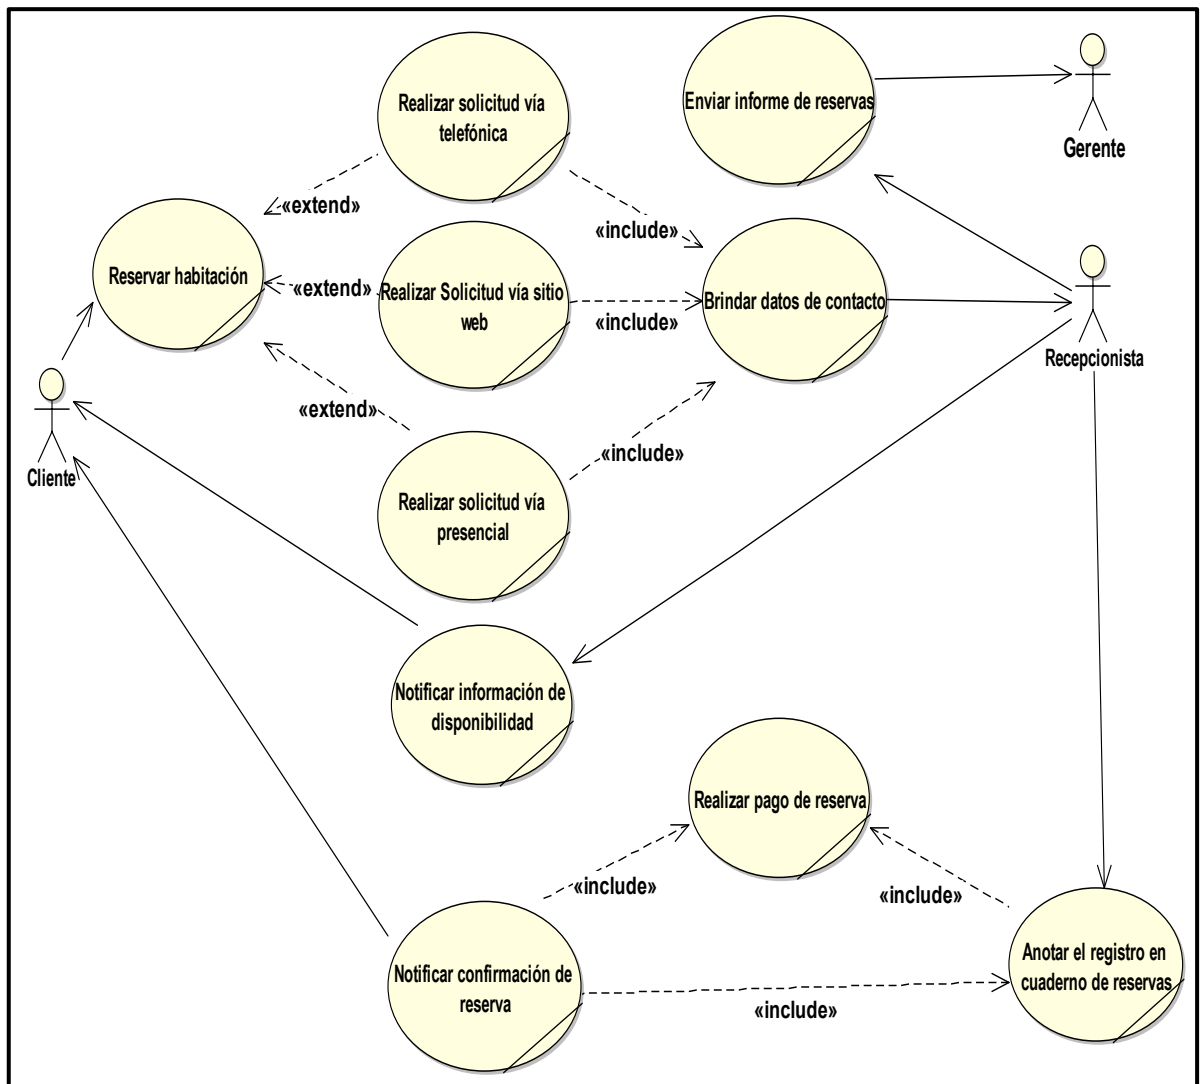 Realizar solicitud vía
telefónica
Enviar informe de reservas
Gerente
«extend»
«include»
Reservar habitación
«extend»
Realizar Solicitud vía sitio
web
«include»
Brindar datos de contacto
Recepcionista
«extend»
«include»
Cliente
Realizar solicitud vía
presencial
Notificar información de
disponibilidad
Realizar pago de reserva
«include»
«include»
Notificar confirmación de
reserva
«include»
Anotar el registro en
cuaderno de reservas